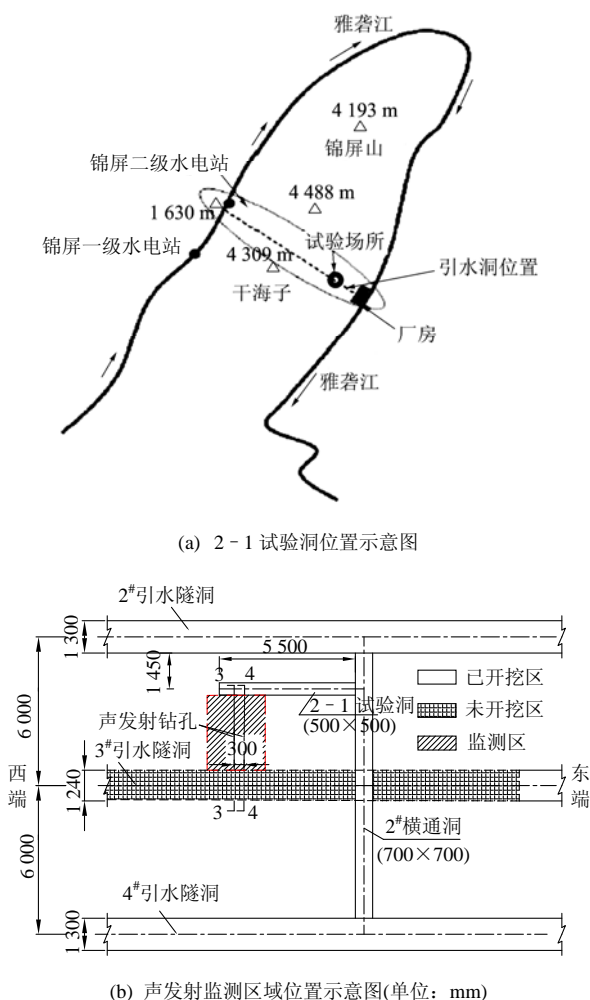 雅砻江
4 193 m
锦屏山
锦屏二级水电站
4 488 m
1 630 m
试验场所
锦屏一级水电站
4 309 m
引水洞位置
干海子
厂房
雅砻江
(a) 2－1 试验洞位置示意图
2#引水隧洞
1 300
5 500
1 450
3 4
已开挖区
6 000
2－1 试验洞
(500×500)
未开挖区
声发射钻孔
监测区
300
3#引水隧洞
西端
东端
1 240
3 4
2#横通洞
(700×700)
6 000
4#引水隧洞
1 300
(b) 声发射监测区域位置示意图(单位：mm)